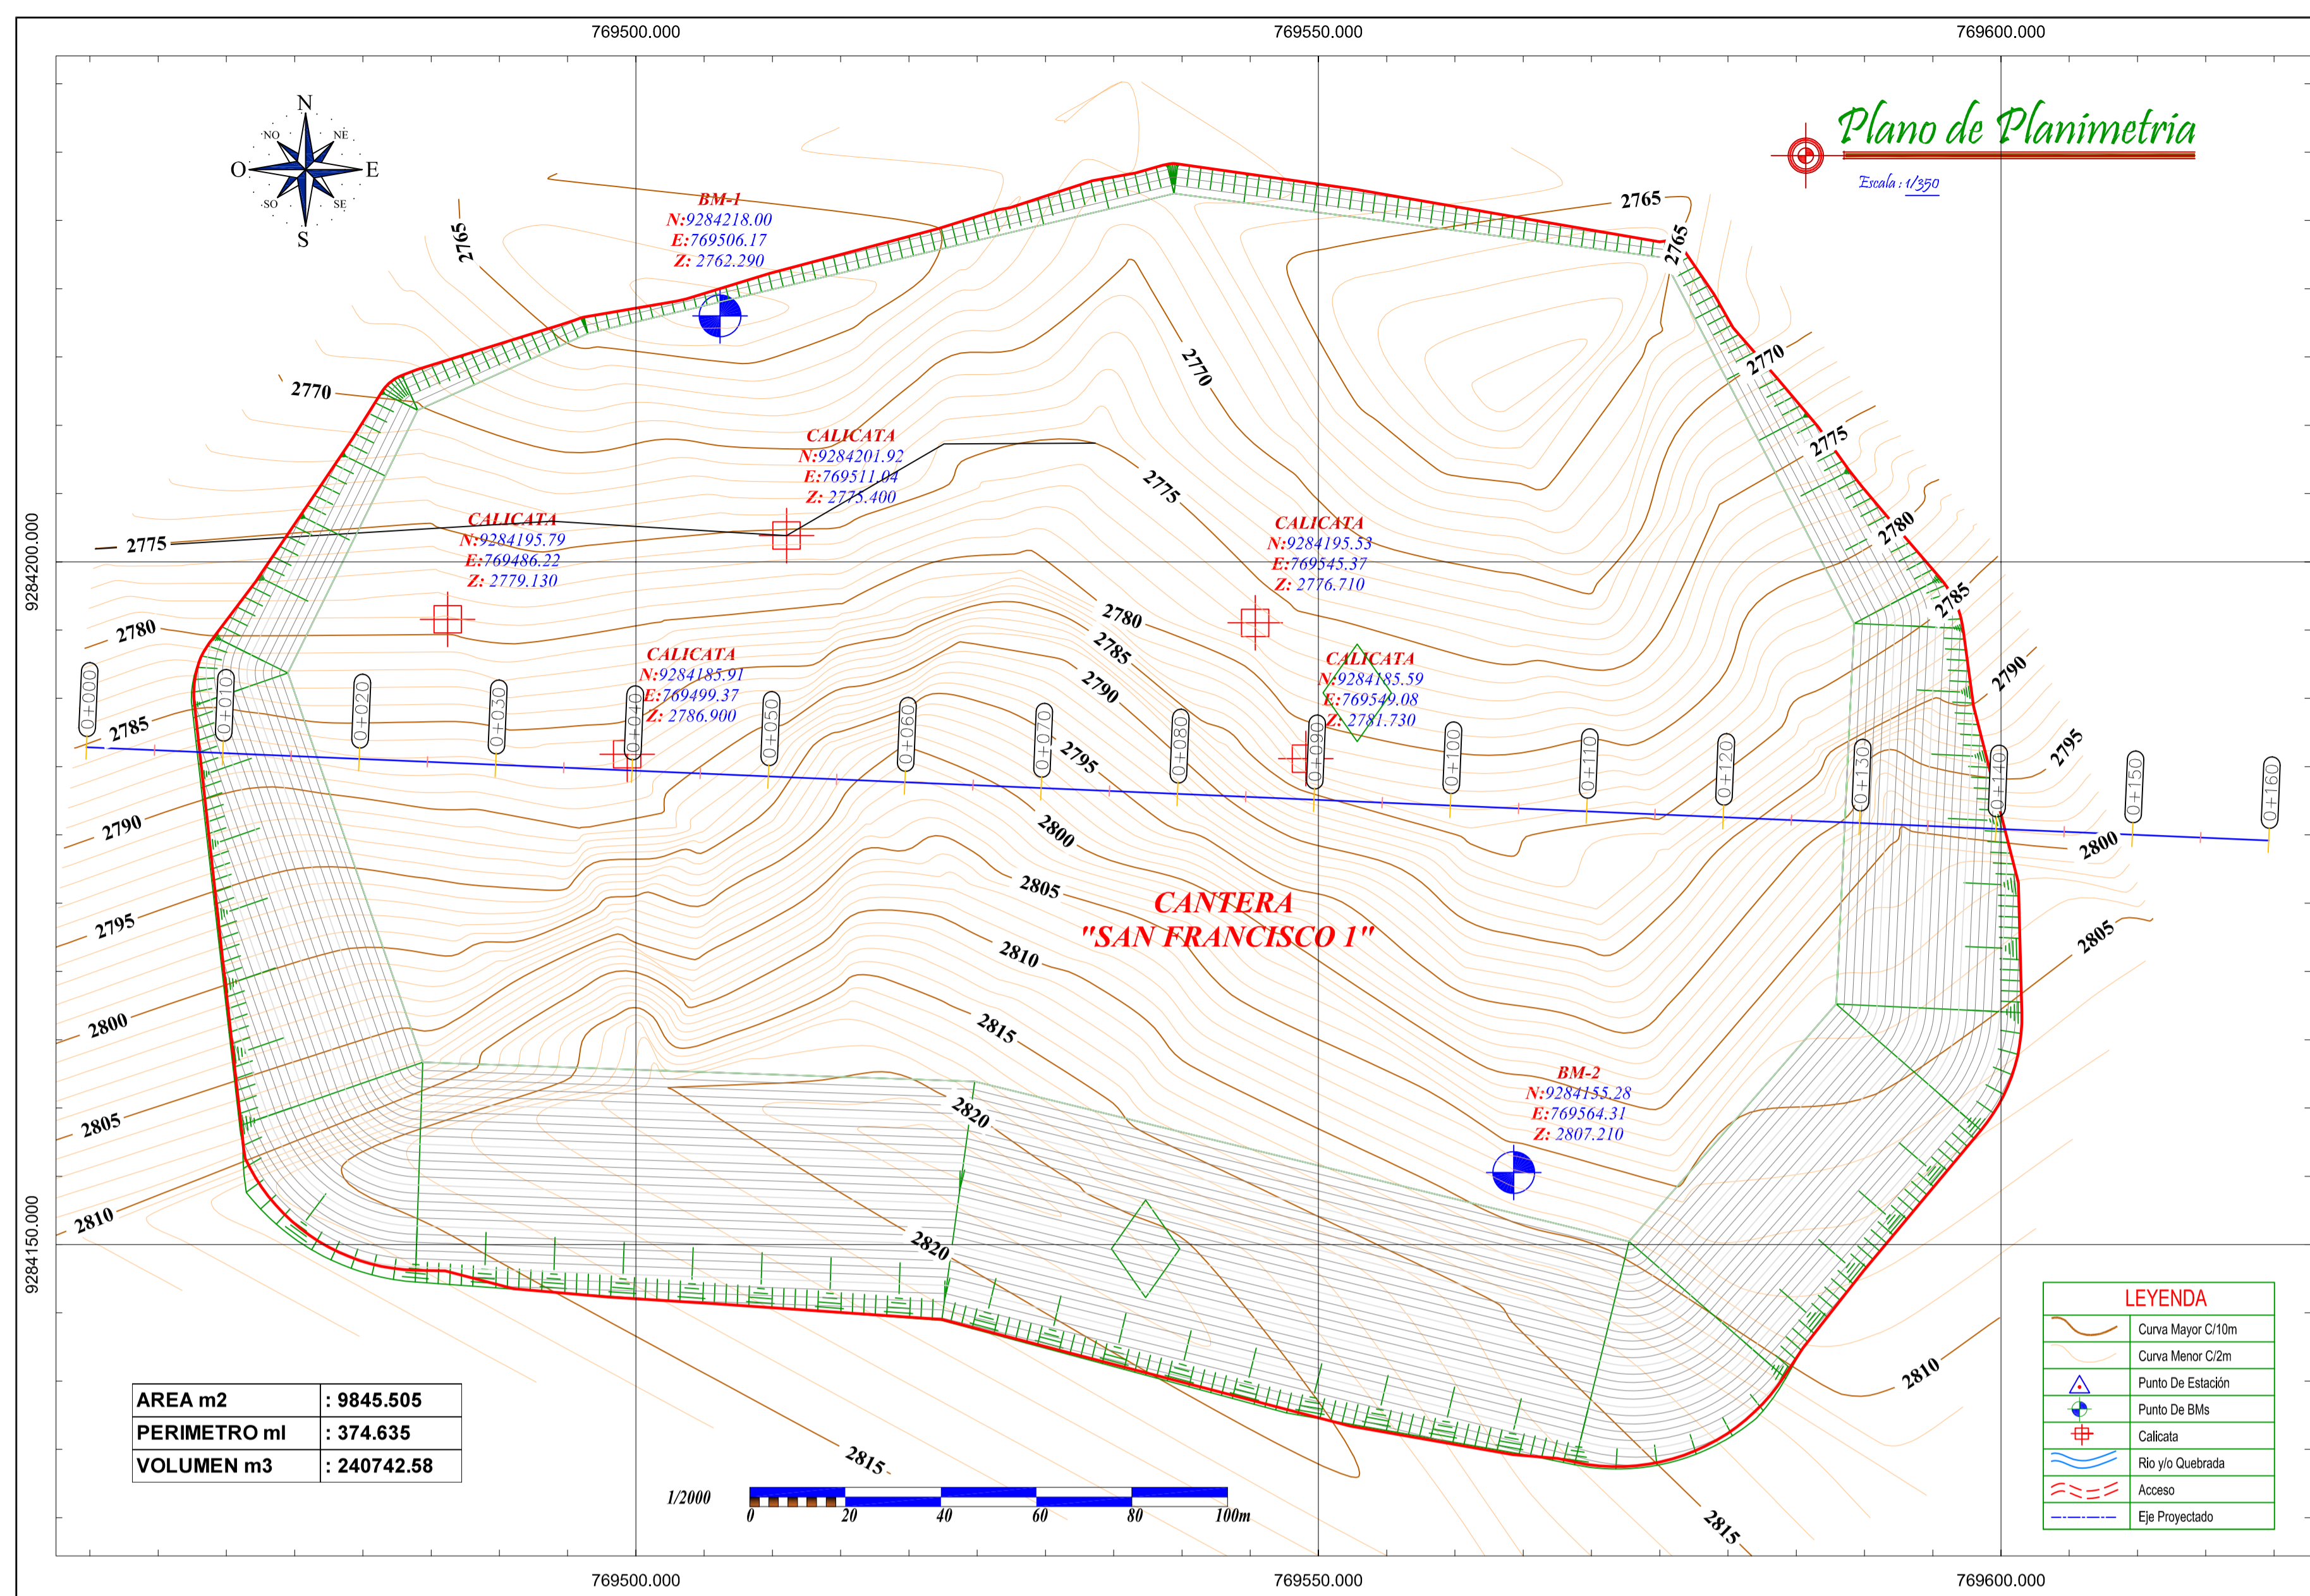 769500.000
769550.000
769600.000
N
NO
NE
O
E
SO
SE
S
Plano de Planimetria
Escala : 1/350
BM-1
N:9284218.00
E:769506.17
Z: 2762.290
2765
2765
2765
2770
2770
2770
CALICATA
N:9284201.92
E:769511.04
Z: 2775.400
2775
2775
2775
CALICATA
N:9284195.79
E:769486.22
Z: 2779.130
CALICATA
N:9284195.53
E:769545.37
Z: 2776.710
9284200.000
2780
2780
2780
2785
2785
2785
CALICATA
N:9284185.91
E:769499.37
Z: 2786.900
CALICATA
N:9284185.59
E:769549.08
Z: 2781.730
2790
2790
2790
0+000
0+010
0+020
0+030
0+040
0+050
0+060
0+070
0+080
0+090
0+100
0+110
0+120
0+130
0+140
0+150
0+160
2795
2795
2795
2800
2800
2800
2805
2805
2805
CANTERA
"SAN FRANCISCO 1"
2810
2810
2810
2815
2815
2815
2820
2820
BM-2
N:9284155.28
E:769564.31
Z: 2807.210
9284150.000
AREA m2 : 9845.505
PERIMETRO ml : 374.635
VOLUMEN m3 : 240742.58
1/2000
0 20 40 60 80 100m
LEYENDA
Curva Mayor C/10m
Curva Menor C/2m
Punto De Estación
Punto De BMs
Calicata
Rio y/o Quebrada
Acceso
Eje Proyectado
769500.000
769550.000
769600.000